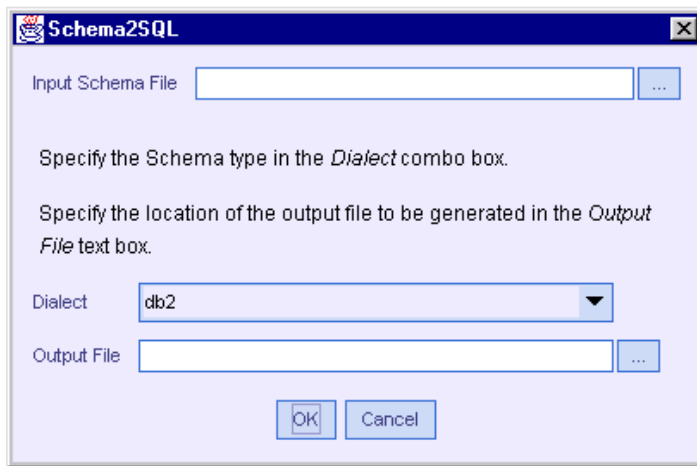 Schema2SQL
Input Schema File
...
Specify the Schema type in the Dialect combo box.
Specify the location of the output file to be generated in the Output
File text box.
Dialect
db2
Output File
...
OK
Cancel